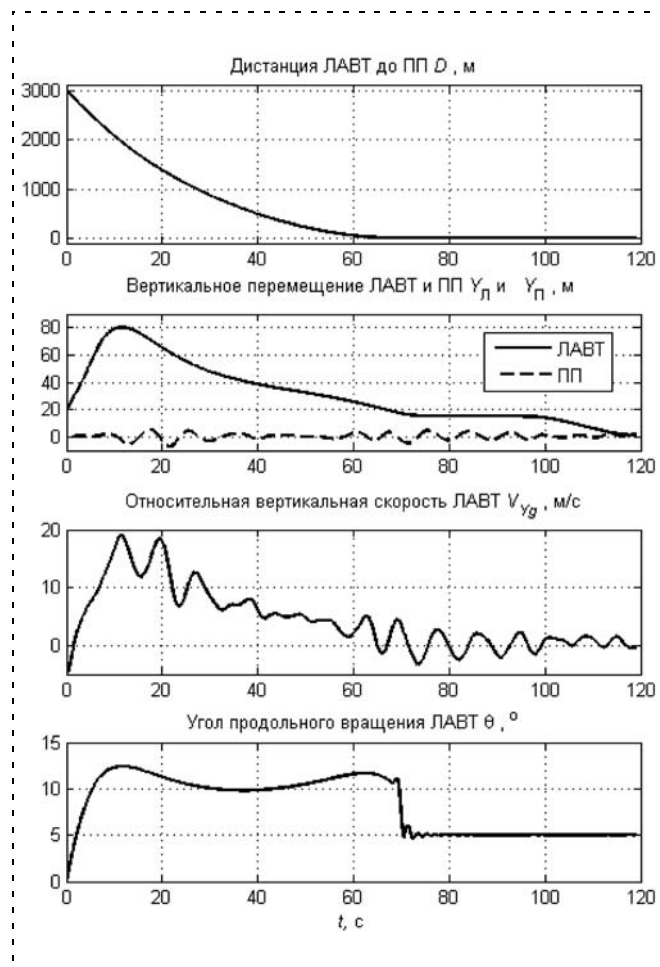 Дистанция ЛАВТ до ПП D , м
3000
2000
1000
0
0 20 40 60 80 100 120
Вертикальное перемещение ЛАВТ и ПП Yл и Yп , м
80
60
40
20
0
ЛАВТ
ПП
0 20 40 60 80 100 120
Относительная вертикальная скорость ЛАВТ VYg , м/с
20
10
0
0 20 40 60 80 100 120
Угол продольного вращения ЛАВТ θ , о
15
10
5
0
0 20 40 60 80 100 120
t, с